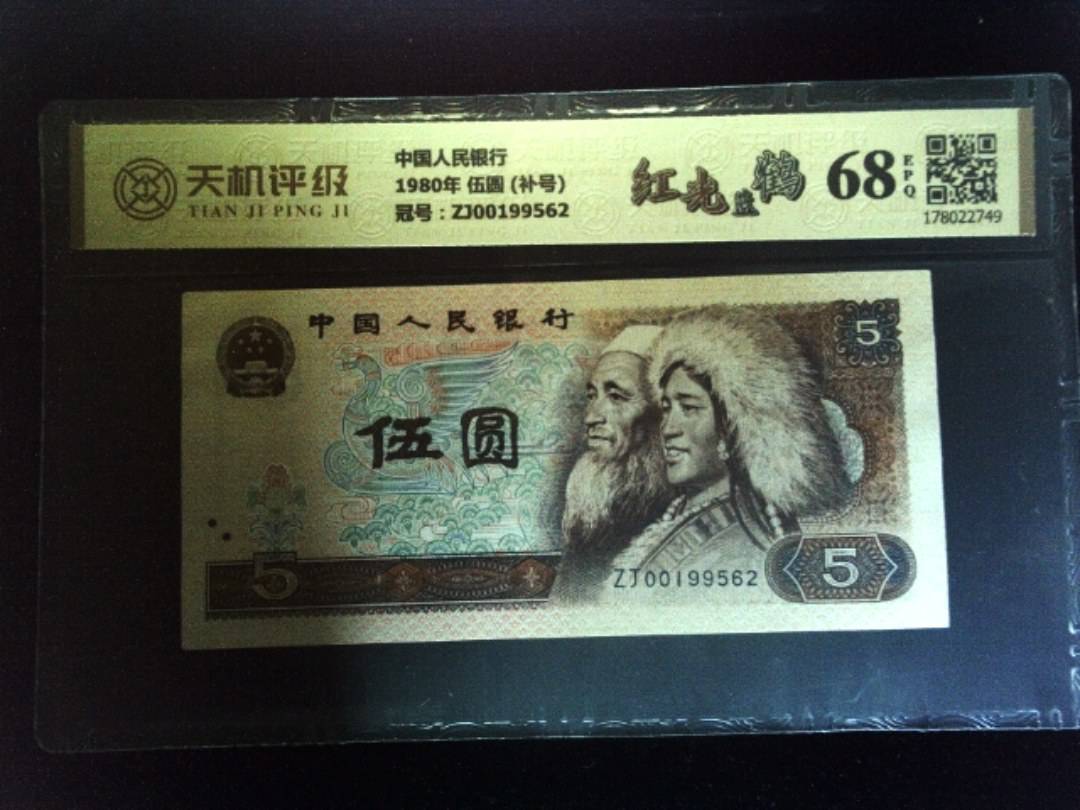 天机评级
TIAN JI PING JI
中国人民银行
1980年 伍圆 (补号)
冠号:ZJ00199562
红光蓝鹤
68
EPQ
178022749
中国人民银行
5
伍圆
5
ZJ00199562
5